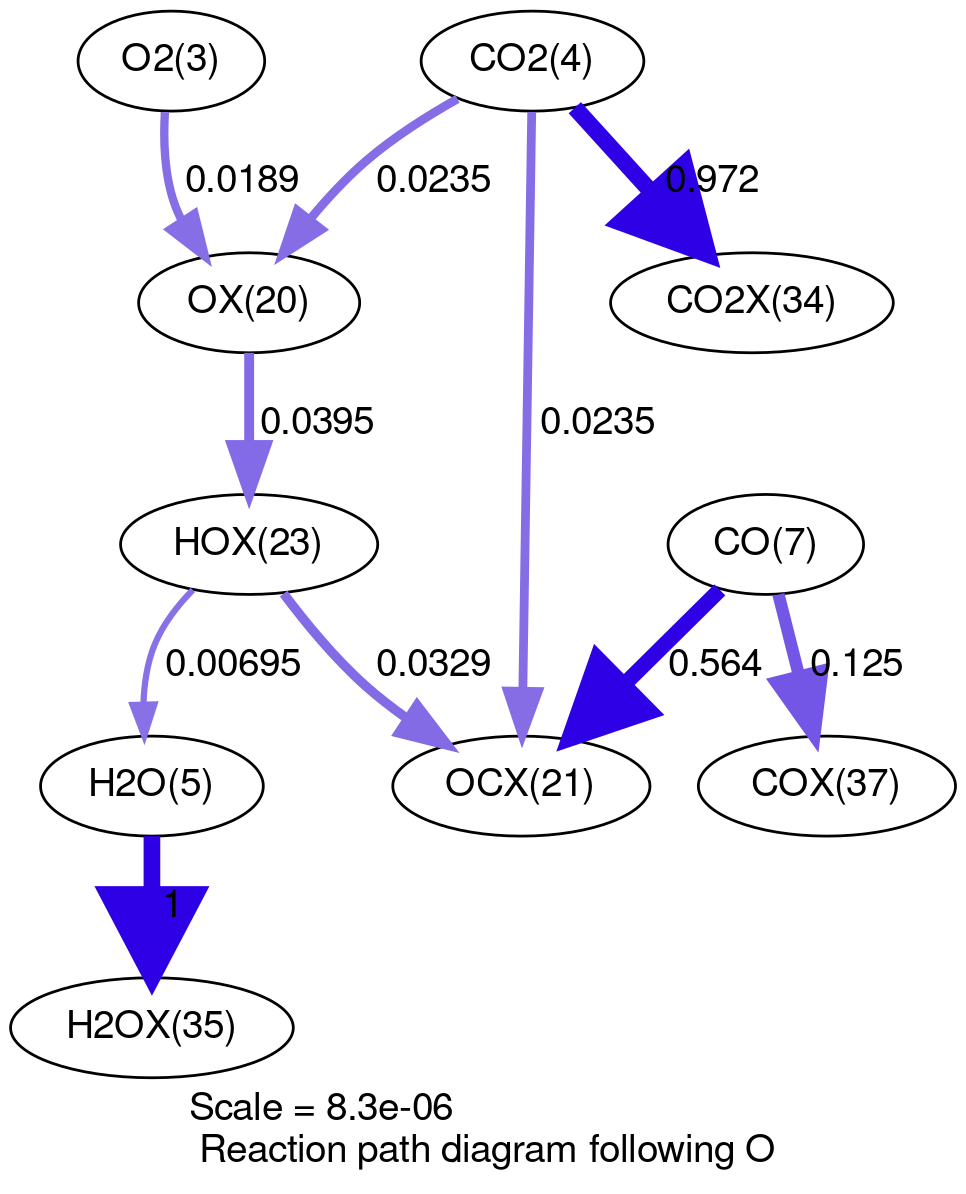 O2(3)
CO2(4)
0.0189
0.0235
0.972
OX(20)
CO2X(34)
0.0395
0.0235
HOX(23)
CO(7)
0.00695
0.0329
0.564
0.125
H2O(5)
OCX(21)
COX(37)
1
H2OX(35)
Scale = 8.3e-06
Reaction path diagram following O